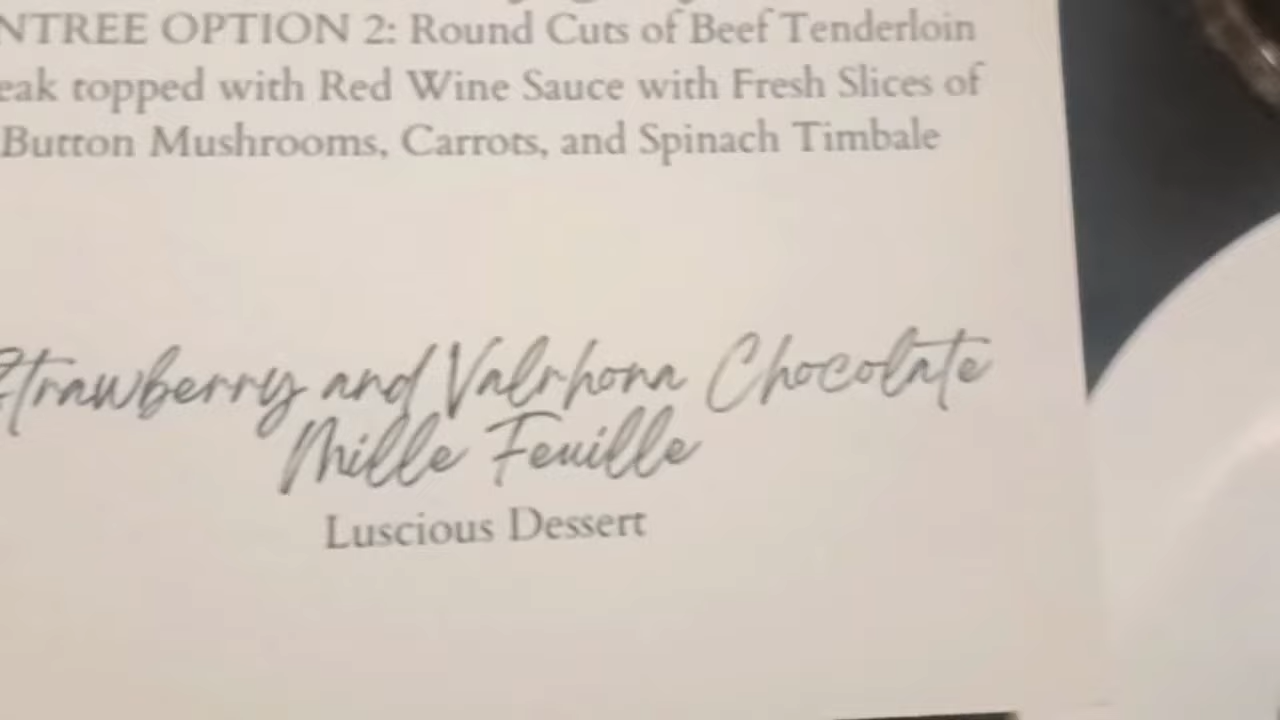 NTREE OPTION 2: Round Cuts of Beef Tenderloin
eak topped with Red Wine Sauce with Fresh Slices of
Button Mushrooms, Carrots, and Spinach Timbale
Strawberry and Valrhona Chocolate
Mille Feuille
Luscious Dessert